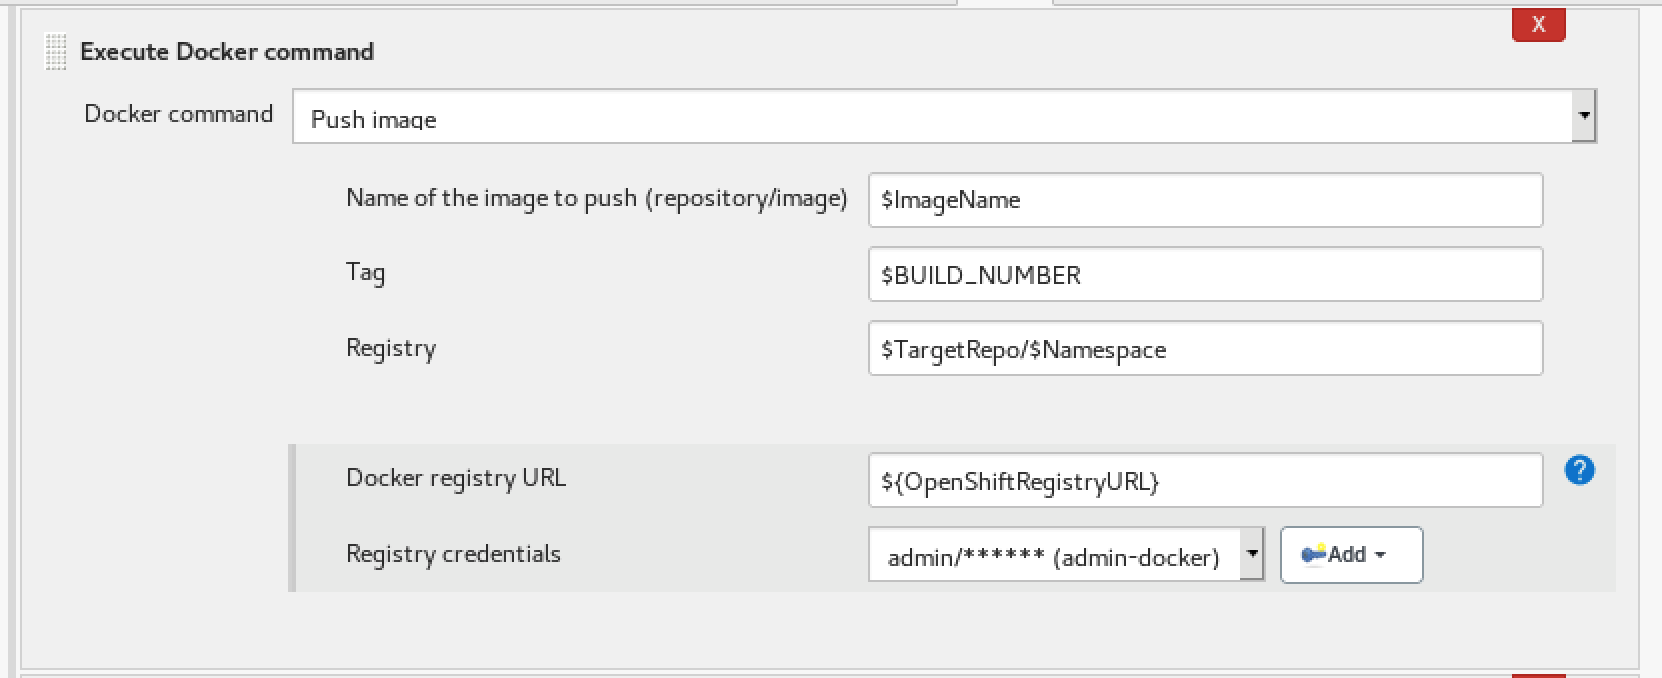 X
Execute Docker command
Docker command Push image
Name of the image to push (repository/image) $ImageName
Tag $BUILD_NUMBER
Registry $TargetRepo/$Namespace
Docker registry URL ${OpenShiftRegistryURL} ?
Registry credentials admin/****** (admin-docker) Add